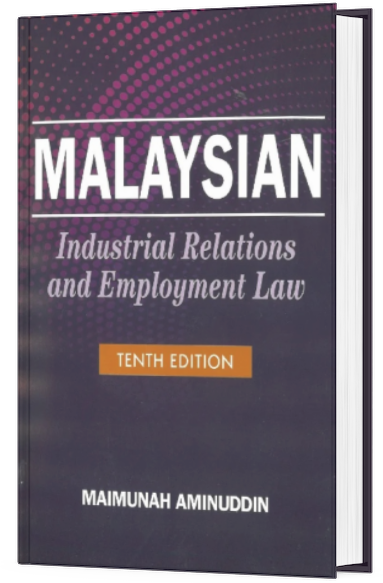 MALAYSIAN
Industrial Relations
and Employment Law
TENTH EDITION
MAIMUNAH AMINUDDIN